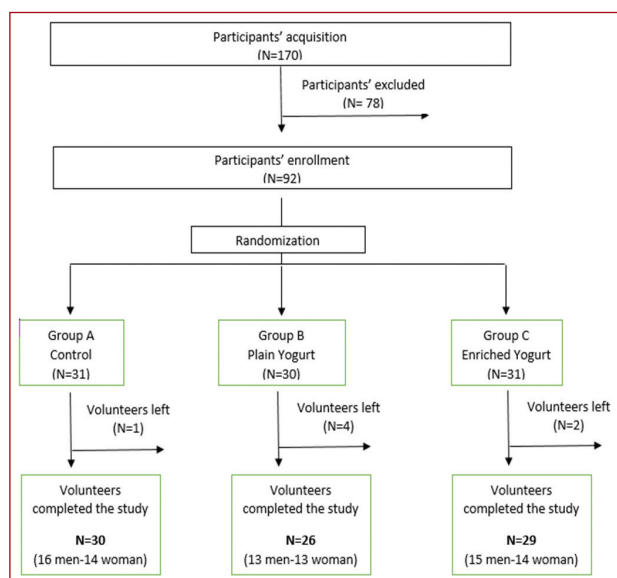 Participants' acquisition
(N=170)
Participants' excluded
(N= 78)
Participants' enrollment
(N=92)
Randomization
Group A
Control
(N=31)
Group B
Plain Yogurt
(N=30)
Group C
Enriched Yogurt
(N=31)
Volunteers left
(N=1)
Volunteers left
(N=4)
Volunteers left
(N=2)
Volunteers
completed the study
N=30
(16 men-14 woman)
Volunteers
completed the study
N=26
(13 men-13 woman)
Volunteers
completed the study
N=29
(15 men-14 woman)